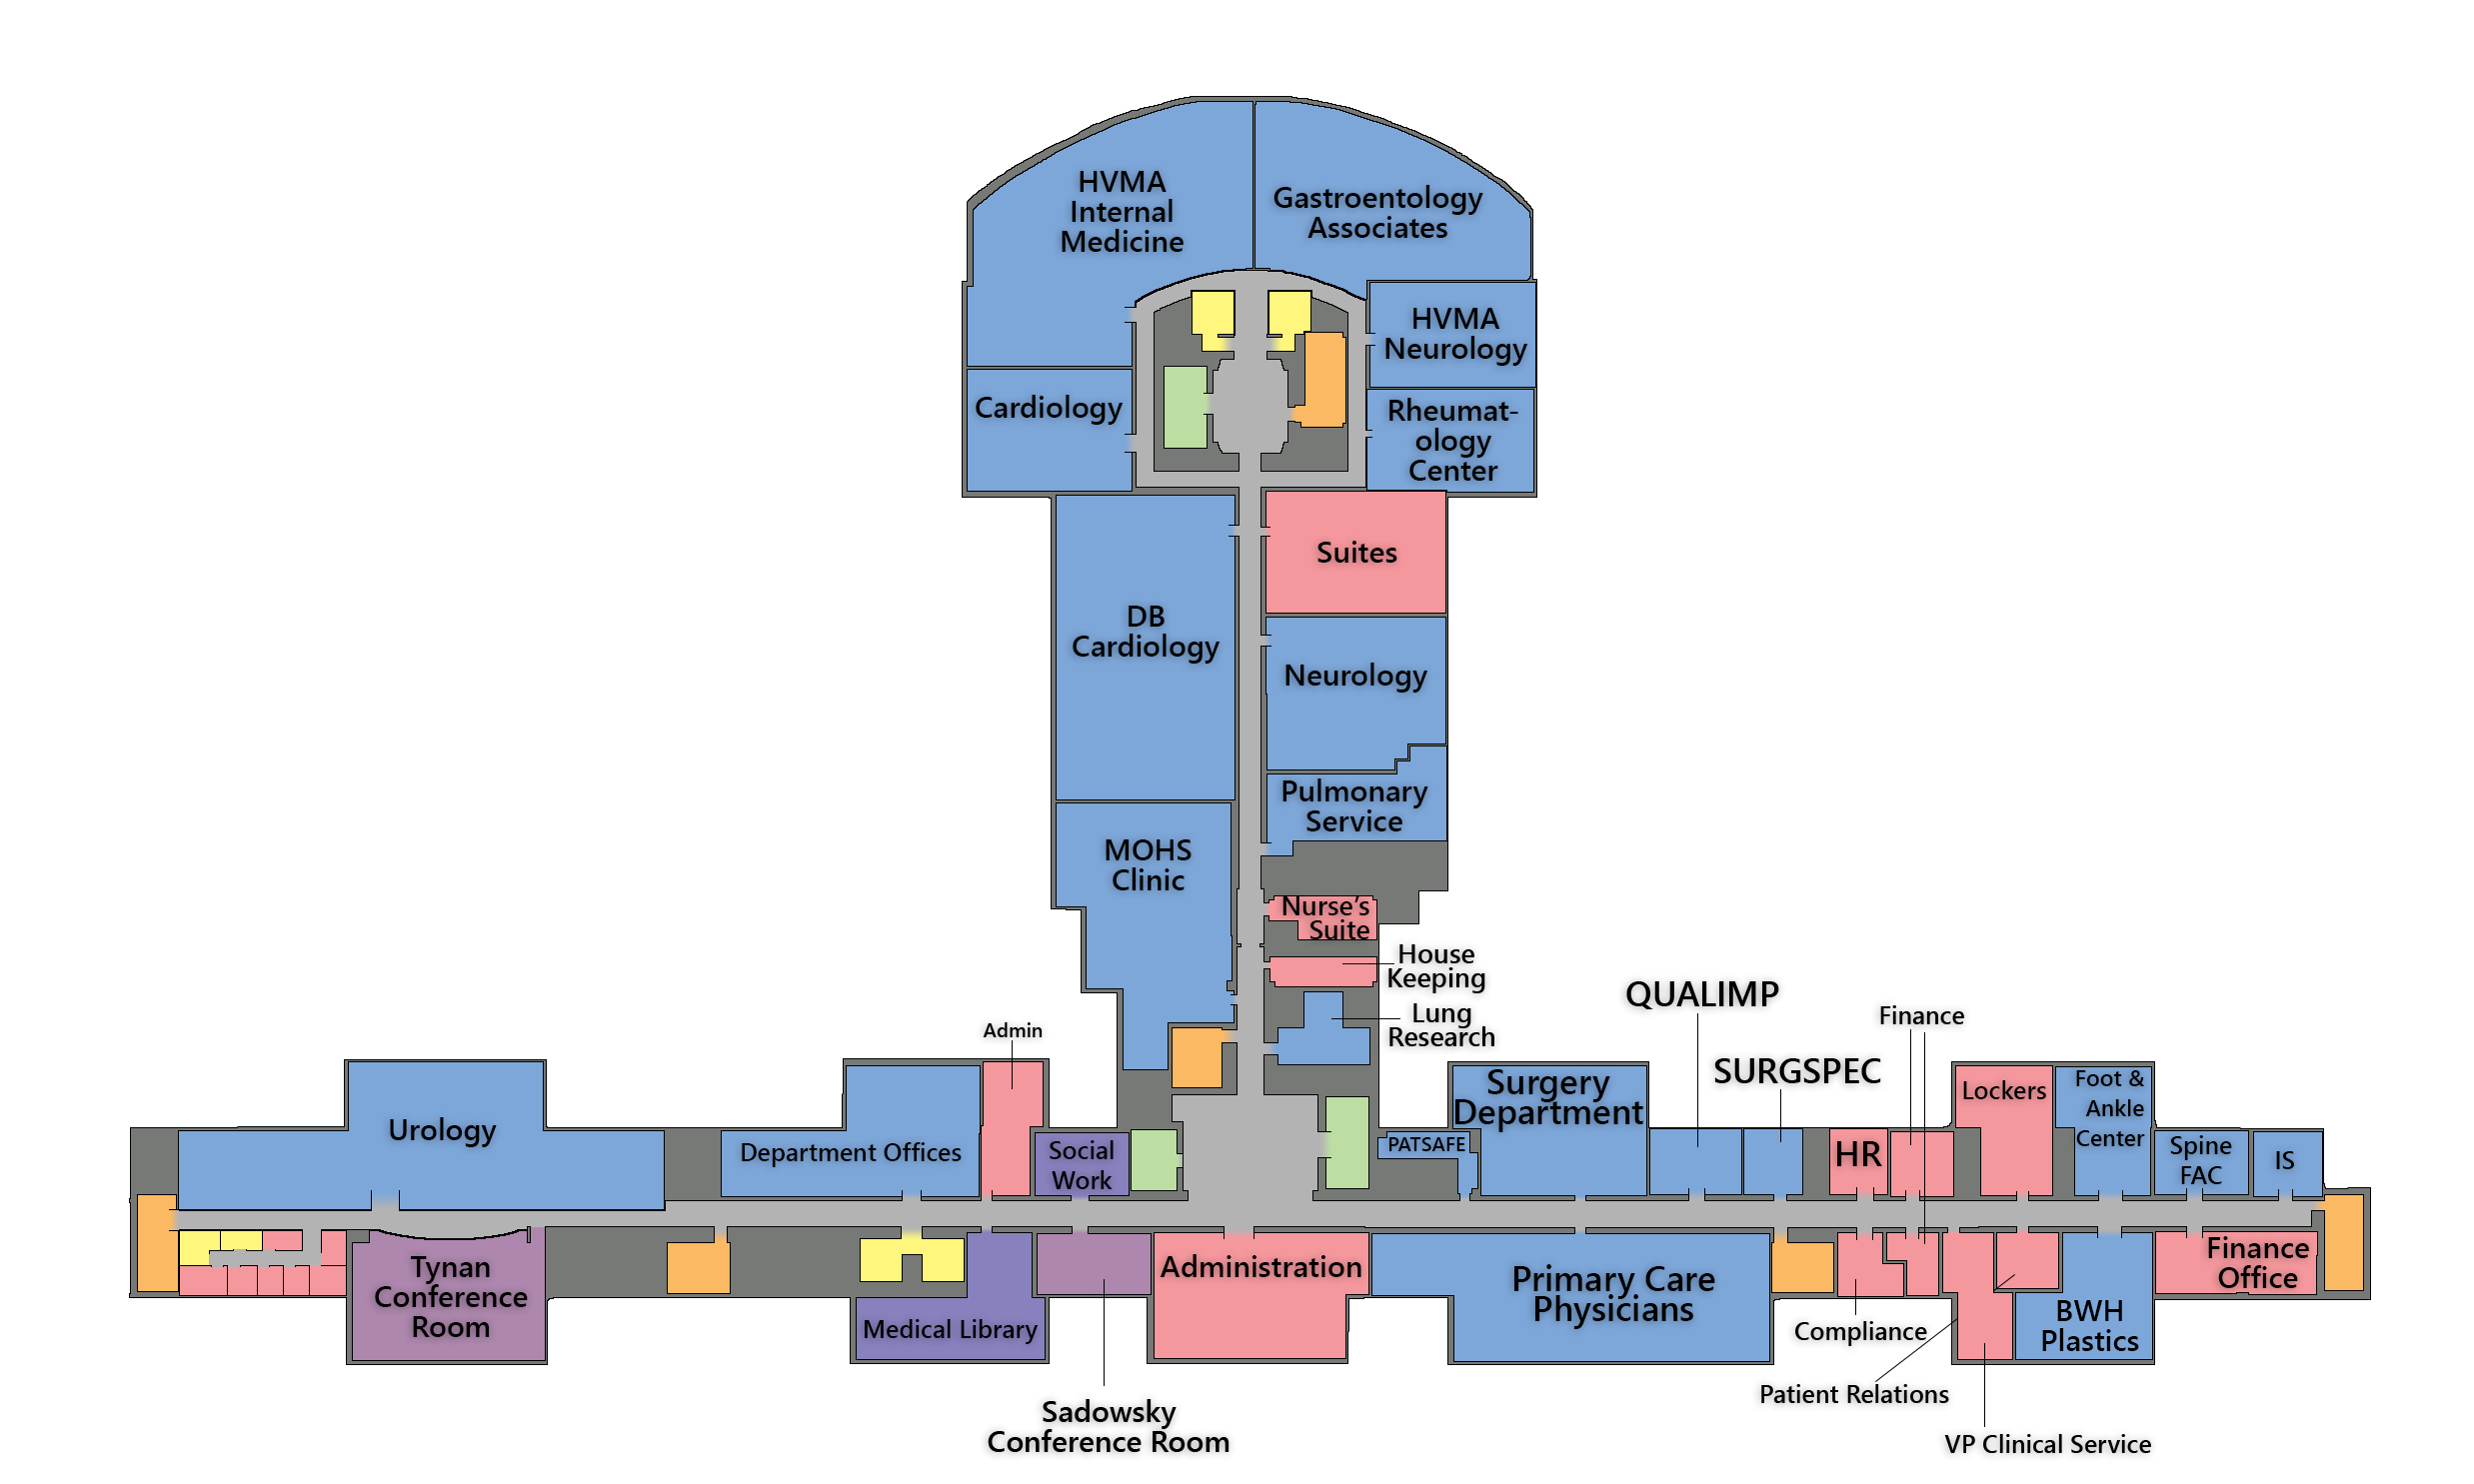 HVMA
Internal
Medicine
Gastroentology
Associates
HVMA
Neurology
Cardiology
Rheumat-
ology
Center
Suites
DB
Cardiology
Neurology
Pulmonary
Service
MOHS
Clinic
Nurse's
Suite
House
Keeping
Lung
Research
QUALIMP
Finance
Admin
SURGSPEC
Urology
Department Offices
Social
Work
PATSAFE
Surgery
Department
HR
Lockers
Foot &
Ankle
Center
Spine
FAC
IS
Tynan
Conference
Room
Medical Library
Administration
Primary Care
Physicians
Compliance
Finance
Office
BWH
Plastics
Patient Relations
Sadowsky
Conference Room
VP Clinical Service